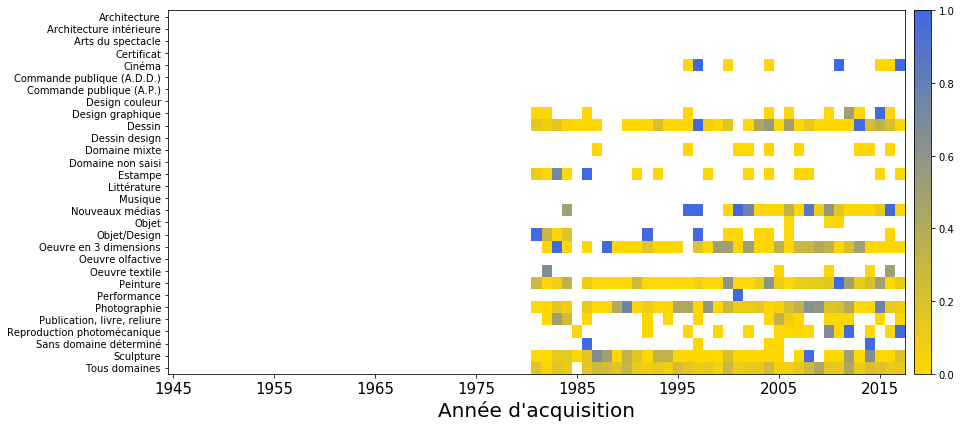 Architecture
Architecture intérieure
Arts du spectacle
Certificat
Cinéma
Commande publique (A.D.D.)
Commande publique (A.P.)
Design couleur
Design graphique
Dessin
Dessin design
Domaine mixte
Domaine non saisi
Estampe
Littérature
Musique
Nouveaux médias
Objet
Objet/Design
Oeuvre en 3 dimensions
Oeuvre olfactive
Oeuvre textile
Peinture
Performance
Photographie
Publication, livre, reliure
Reproduction photomécanique
Sans domaine déterminé
Sculpture
Tous domaines
1945 1955 1965 1975 1985 1995 2005 2015
Année d'acquisition
1.0
0.8
0.6
0.4
0.2
0.0